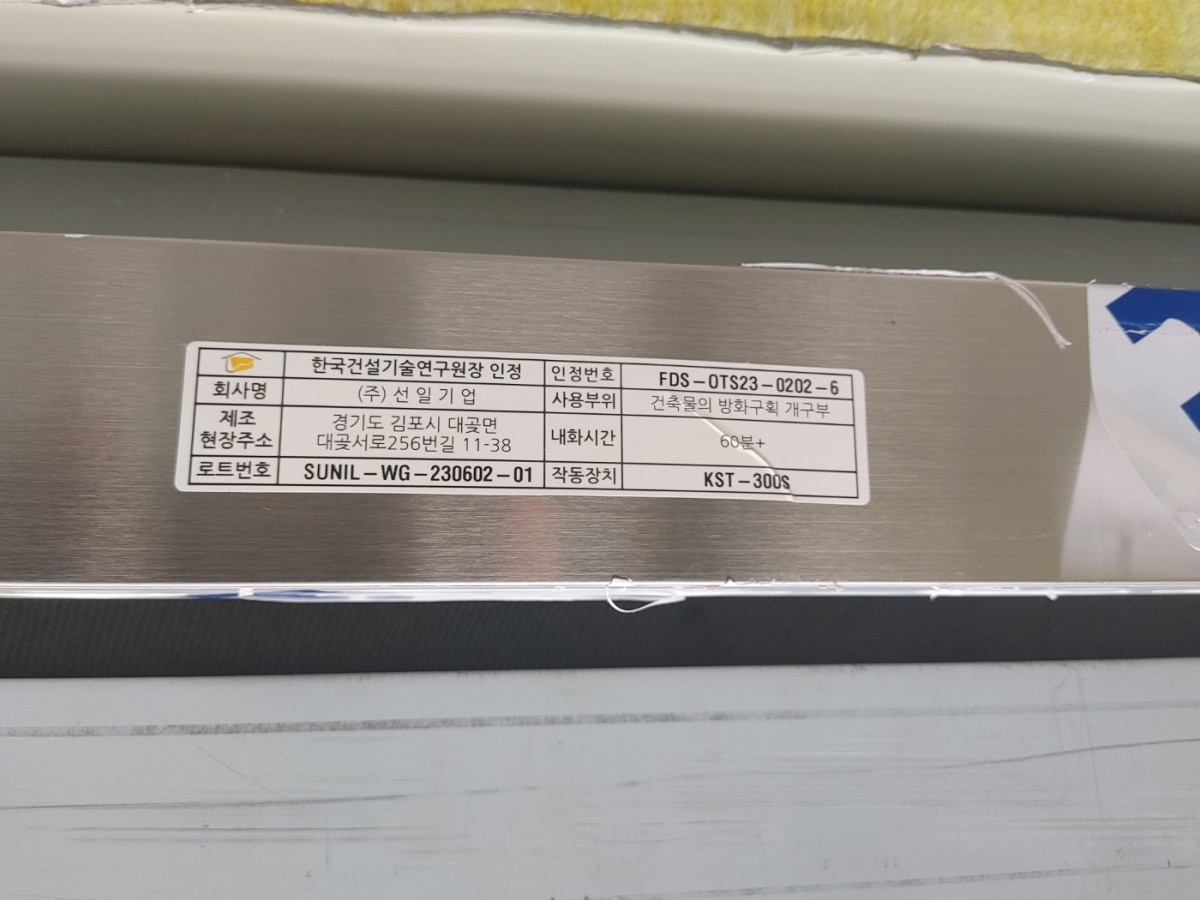 한국건설기술연구원장 인정
인정번호
FDS-OTS23-0202-6
회사명
(주) 선일기업
사용부위
건축물의 방화구획 개구부
제조
현장주소
경기도 김포시 대곶면
대곶서로256번길 11-38
내화시간
60분+
로트번호
SUNIL-WG-230602-01
작동장치
KST-300S